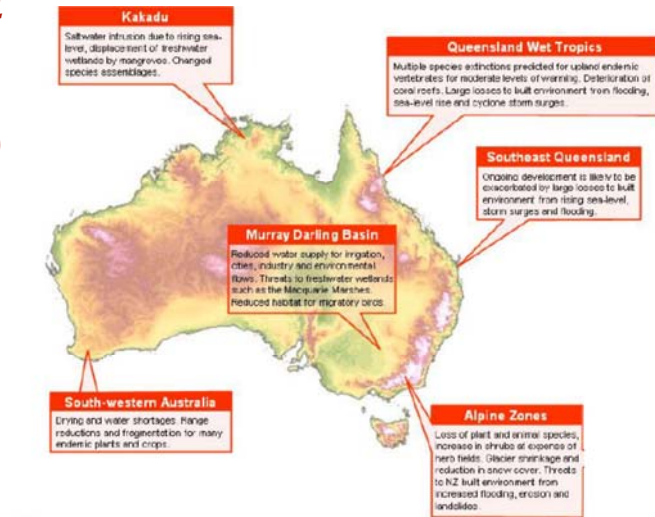 Kakadu
Saltwater intrusion due to rising sea-
level, displacement of freshwater
wetlands by mangroves. Changed
species assemblages.
Queensland Wet Tropics
Multiple species extinctions predicted for upland endemic
vertebrates for moderate levels of warming. Deterioration of
coral reefs. Large losses to built environment from flooding,
sea-level rise and cyclone storm surges.
Southeast Queensland
Ongoing development is likely to be
exacerbated by large losses to built
environment from rising sea-level,
storm surges and flooding.
Murray Darling Basin
Reduced water supply for irrigation,
cities, industry and environmental
flows. Threats to freshwater wetlands
such as the Macquarie Marshes.
Reduced habitat for migratory birds.
South-western Australia
Drying and water shortages. Range
reductions and fragmentation for many
endemic plants and crops.
Alpine Zones
Loss of plant and animal species,
increase in shrubs at expense of
herb fields. Glacier shrinkage and
reduction in snow cover. Threats
to NZ built environment from
increased flooding, erosion and
landslides.